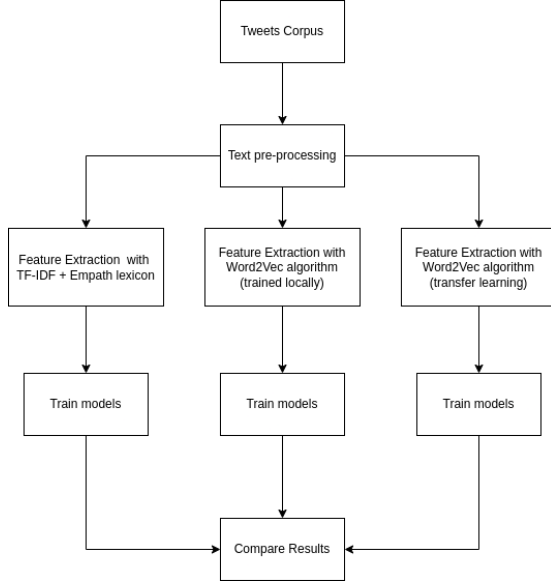 Tweets Corpus
Text pre-processing
Feature Extraction with
TF-IDF + Empath lexicon
Feature Extraction with
Word2Vec algorithm
(trained locally)
Feature Extraction with
Word2Vec algorithm
(transfer learning)
Train models
Train models
Train models
Compare Results